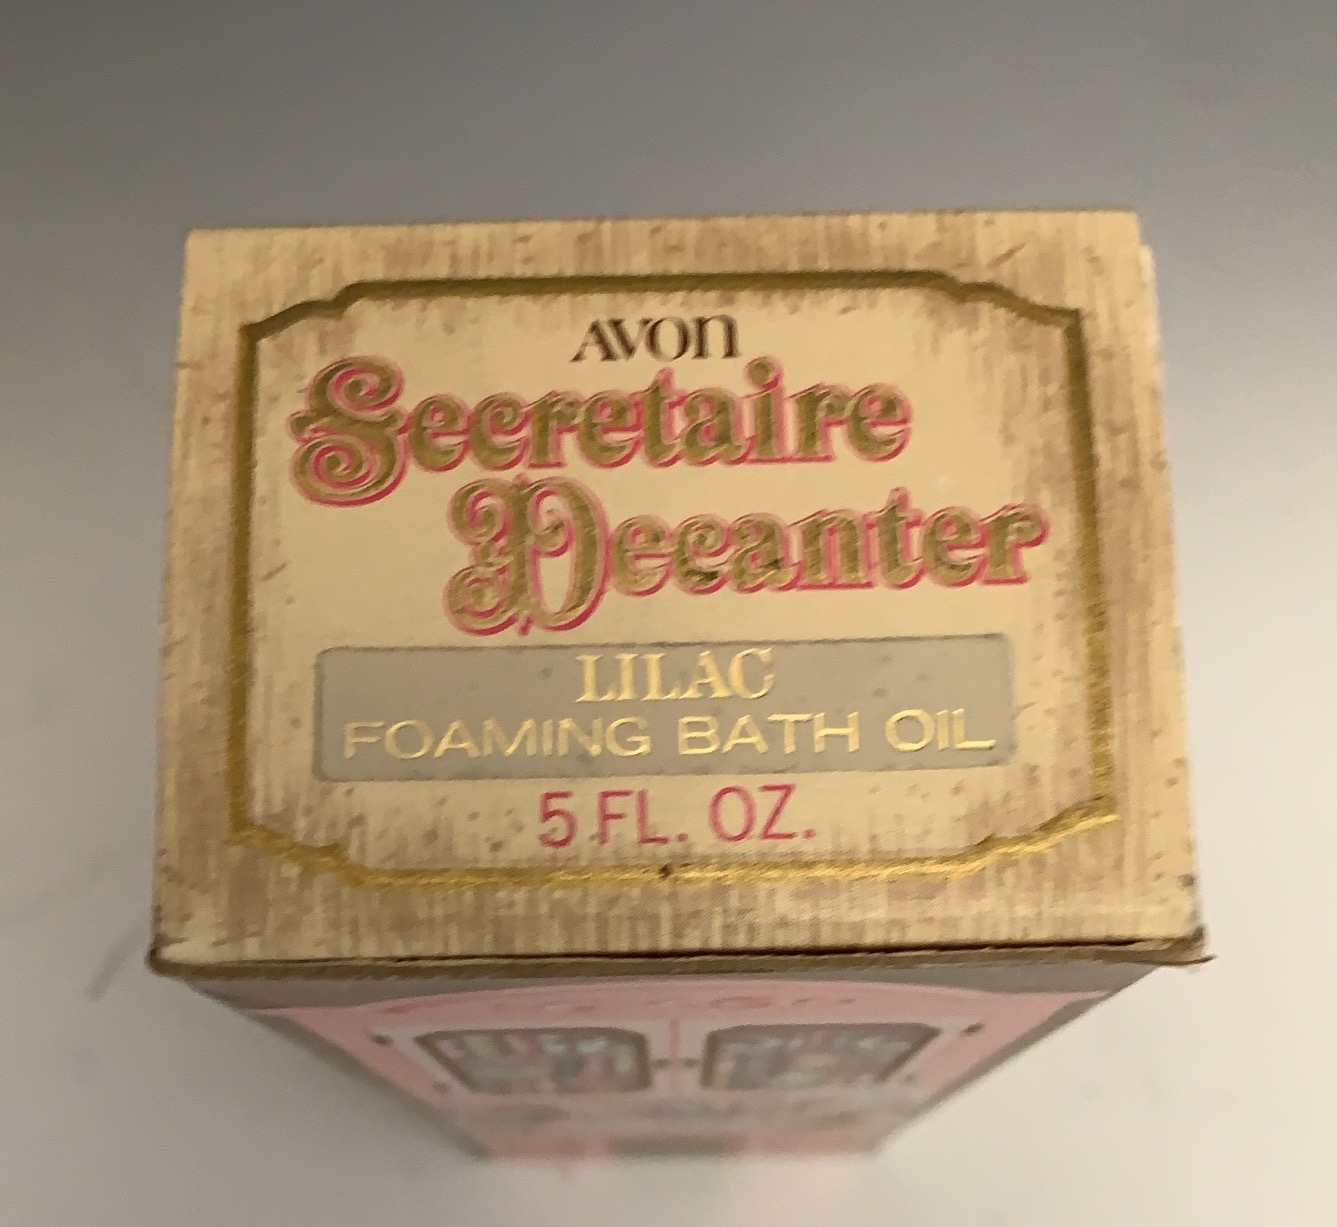 AVON
Secretaire
Decanter
LILAC
FOAMING BATH OIL
5 FL. OZ.